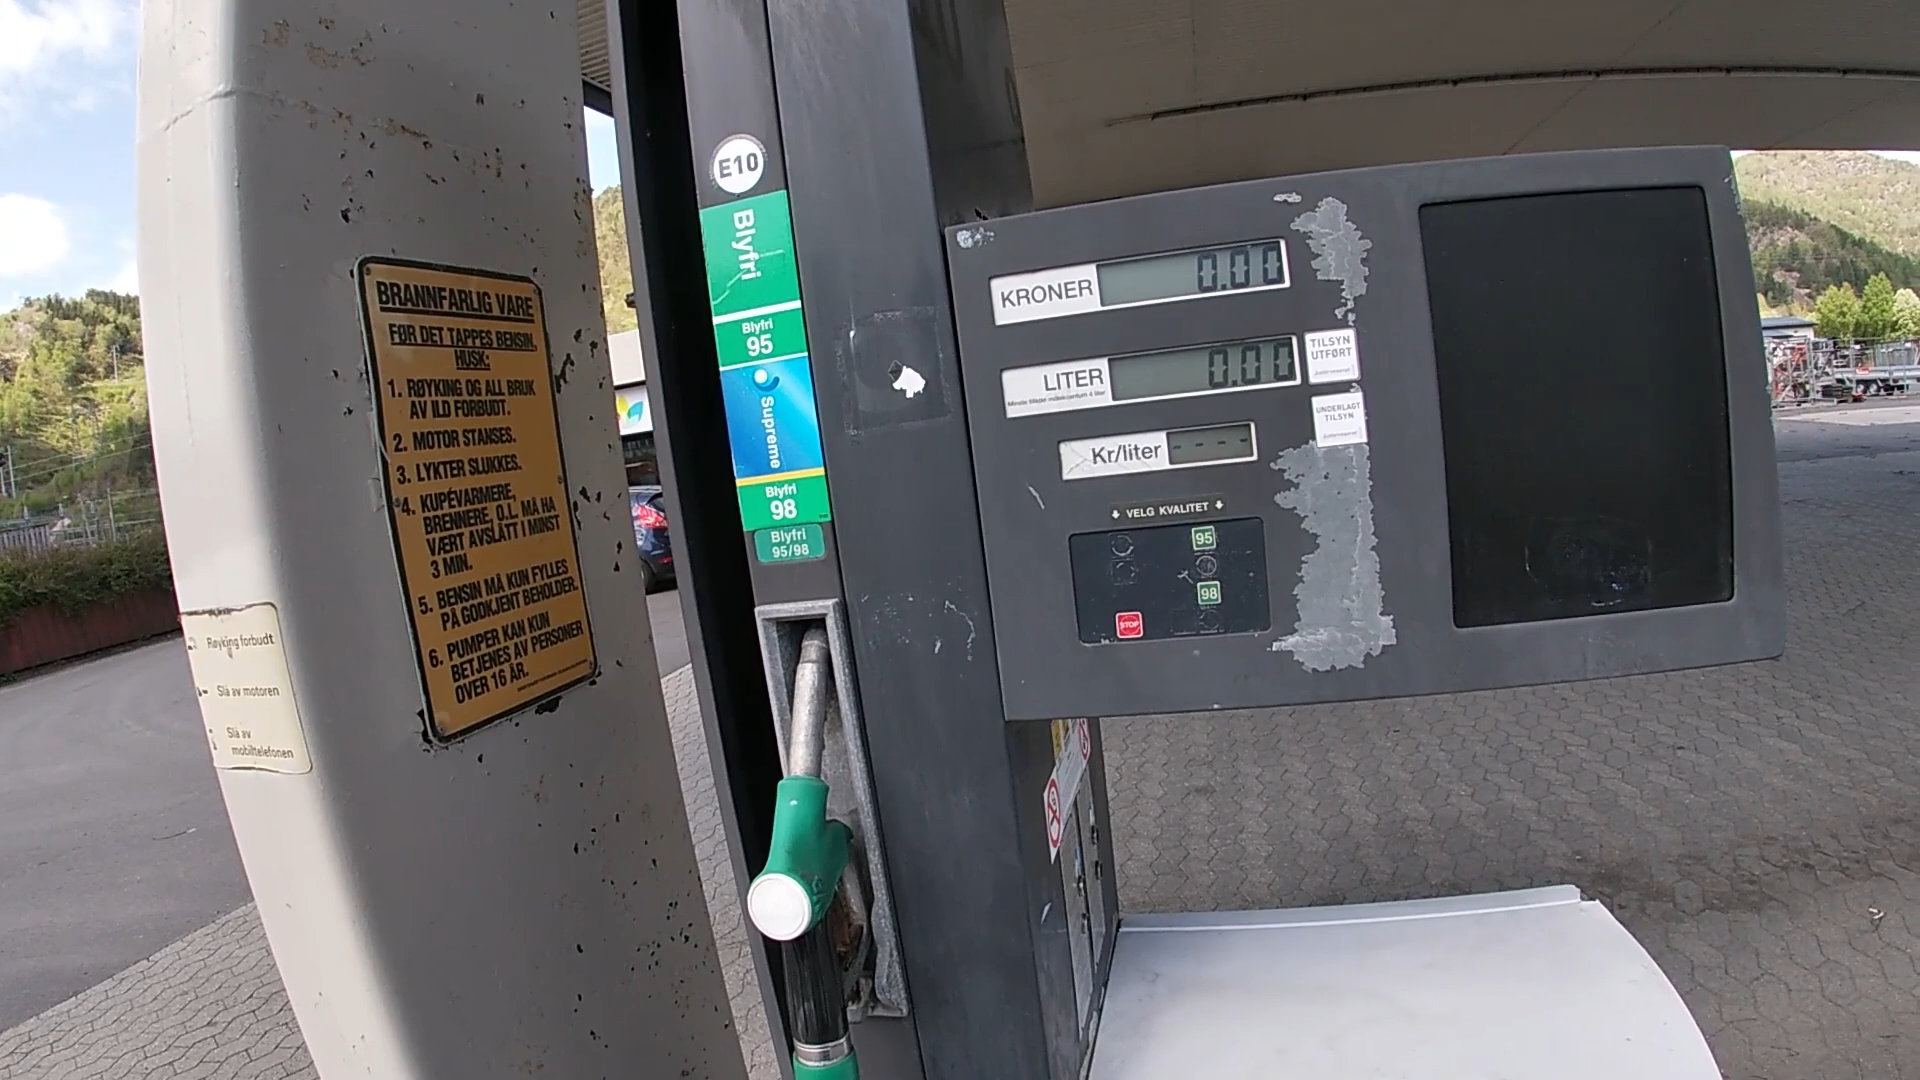 BRANNFARLIG VARE
FØR DET TAPPES BENSIN,
HUSK:
1. RØYKING OG ALL BRUK
AV ILD FORBUDT.
2. MOTOR STANSES.
3. LYKTER SLUKKES.
4. KUPÉVARMERE,
BRENNERE, O.L. MÅ HA
VÆRT AVSLÅTT I MINST
3 MIN.
5. BENSIN MÅ KUN FYLLES
PÅ GODKJENT BEHOLDER.
6. PUMPER KAN KUN
BETJENES AV PERSONER
OVER 16 ÅR.
Røyking forbudt
Slå av motoren
Slå av
mobiltelefonen
E10
Blyfri
Blyfri
95
Supreme
Blyfri
98
Blyfri
95/98
KRONER 0.00
LITER 0.00
Kr/liter ----
TILSYN
UTFØRT
UNDERLAGT
TILSYN
VELG KVALITET
95
98
STOP